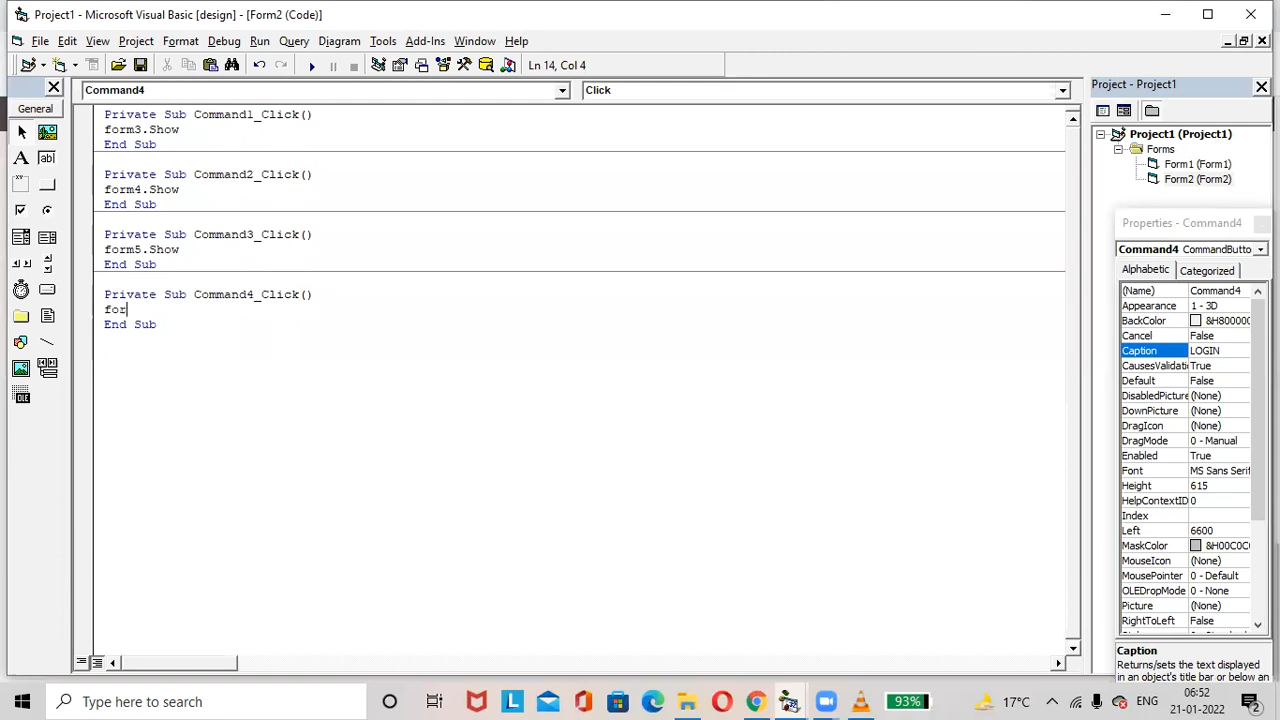 Project1 - Microsoft Visual Basic [design] - [Form2 (Code)]
File Edit View Project Format Debug Run Query Diagram Tools Add-Ins Window Help
Ln 14, Col 4
General
Command4
Click
Private Sub Command1_Click()
form3.Show
End Sub
Private Sub Command2_Click()
form4.Show
End Sub
Private Sub Command3_Click()
form5.Show
End Sub
Private Sub Command4_Click()
for
End Sub
Project - Project1
Project1 (Project1)
Forms
Form1 (Form1)
Form2 (Form2)
Properties - Command4
Command4 CommandButto
Alphabetic Categorized
(Name) Command4
Appearance 1 - 3D
BackColor &H800000
Cancel False
Caption LOGIN
CausesValidati True
Default False
DisabledPicture (None)
DownPicture (None)
DragIcon (None)
DragMode 0 - Manual
Enabled True
Font MS Sans Serif
Height 615
HelpContextID 0
Index
Left 6600
MaskColor &H00C0C0
MouseIcon (None)
MousePointer 0 - Default
OLEDropMode 0 - None
Picture (None)
RightToLeft False
Caption
Returns/sets the text displayed
in an object's title bar or below an
Type here to search
93%
17°C
ENG
06:52
21-01-2022
2